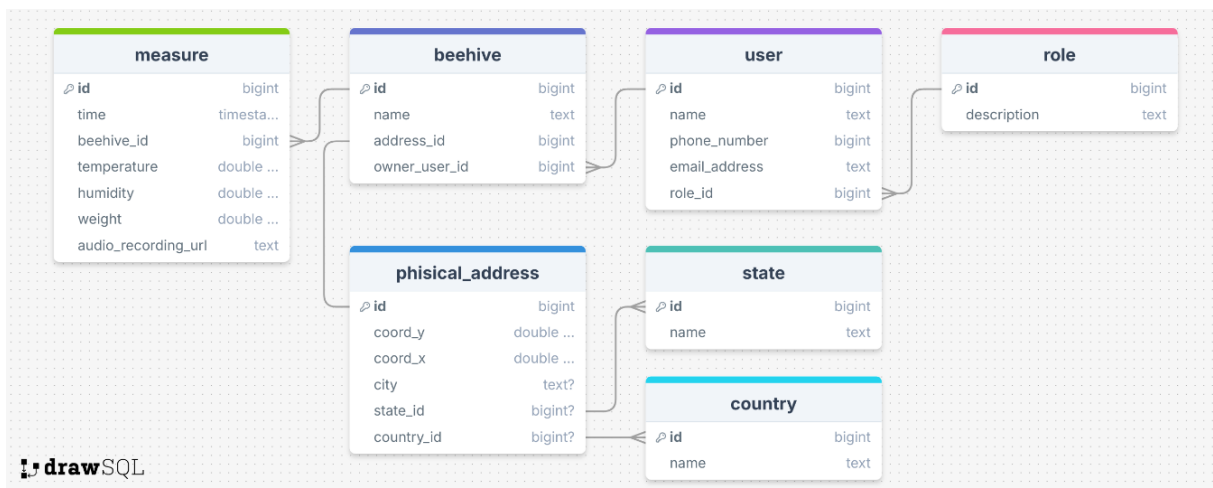 measure
id bigint
time timesta...
beehive_id bigint
temperature double ...
humidity double ...
weight double ...
audio_recording_url text
beehive
id bigint
name text
address_id bigint
owner_user_id bigint
user
id bigint
name text
phone_number bigint
email_address text
role_id bigint
role
id bigint
description text
phisical_address
id bigint
coord_y double ...
coord_x double ...
city text?
state_id bigint?
country_id bigint?
state
id bigint
name text
country
id bigint
name text
drawSQL